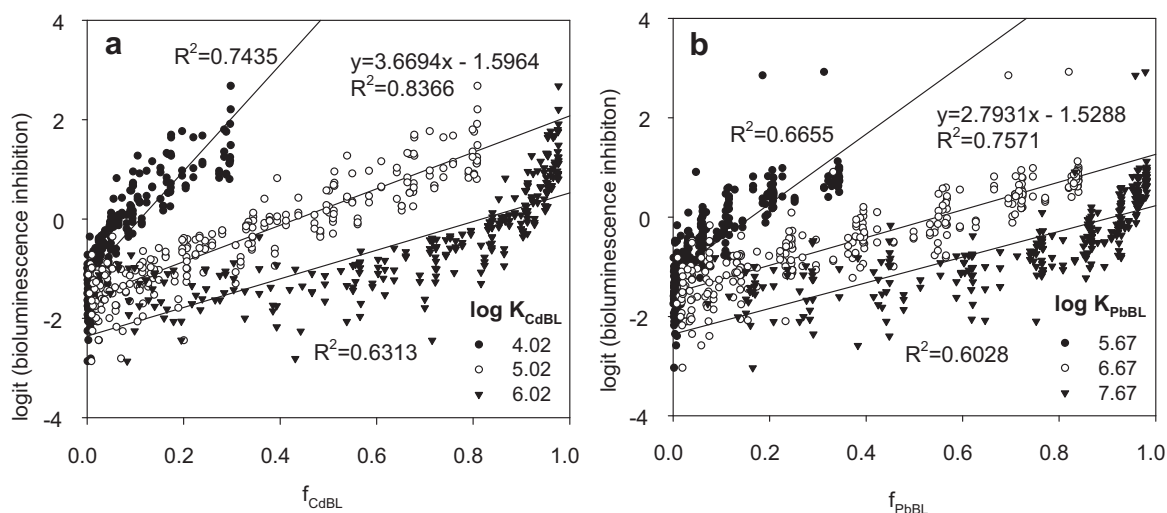 a
R²=0.7435
y=3.6694x - 1.5964
R²=0.8366
R²=0.6313
log K_CdBL
● 4.02
○ 5.02
▼ 6.02
logit (bioluminescence inhibition)
4
2
0
-2
-4
0.0 0.2 0.4 0.6 0.8 1.0
f_CdBL
b
R²=0.6655
y=2.7931x - 1.5288
R²=0.7571
R²=0.6028
log K_PbBL
● 5.67
○ 6.67
▼ 7.67
logit (bioluminescence inhibition)
4
2
0
-2
-4
0.0 0.2 0.4 0.6 0.8 1.0
f_PbBL